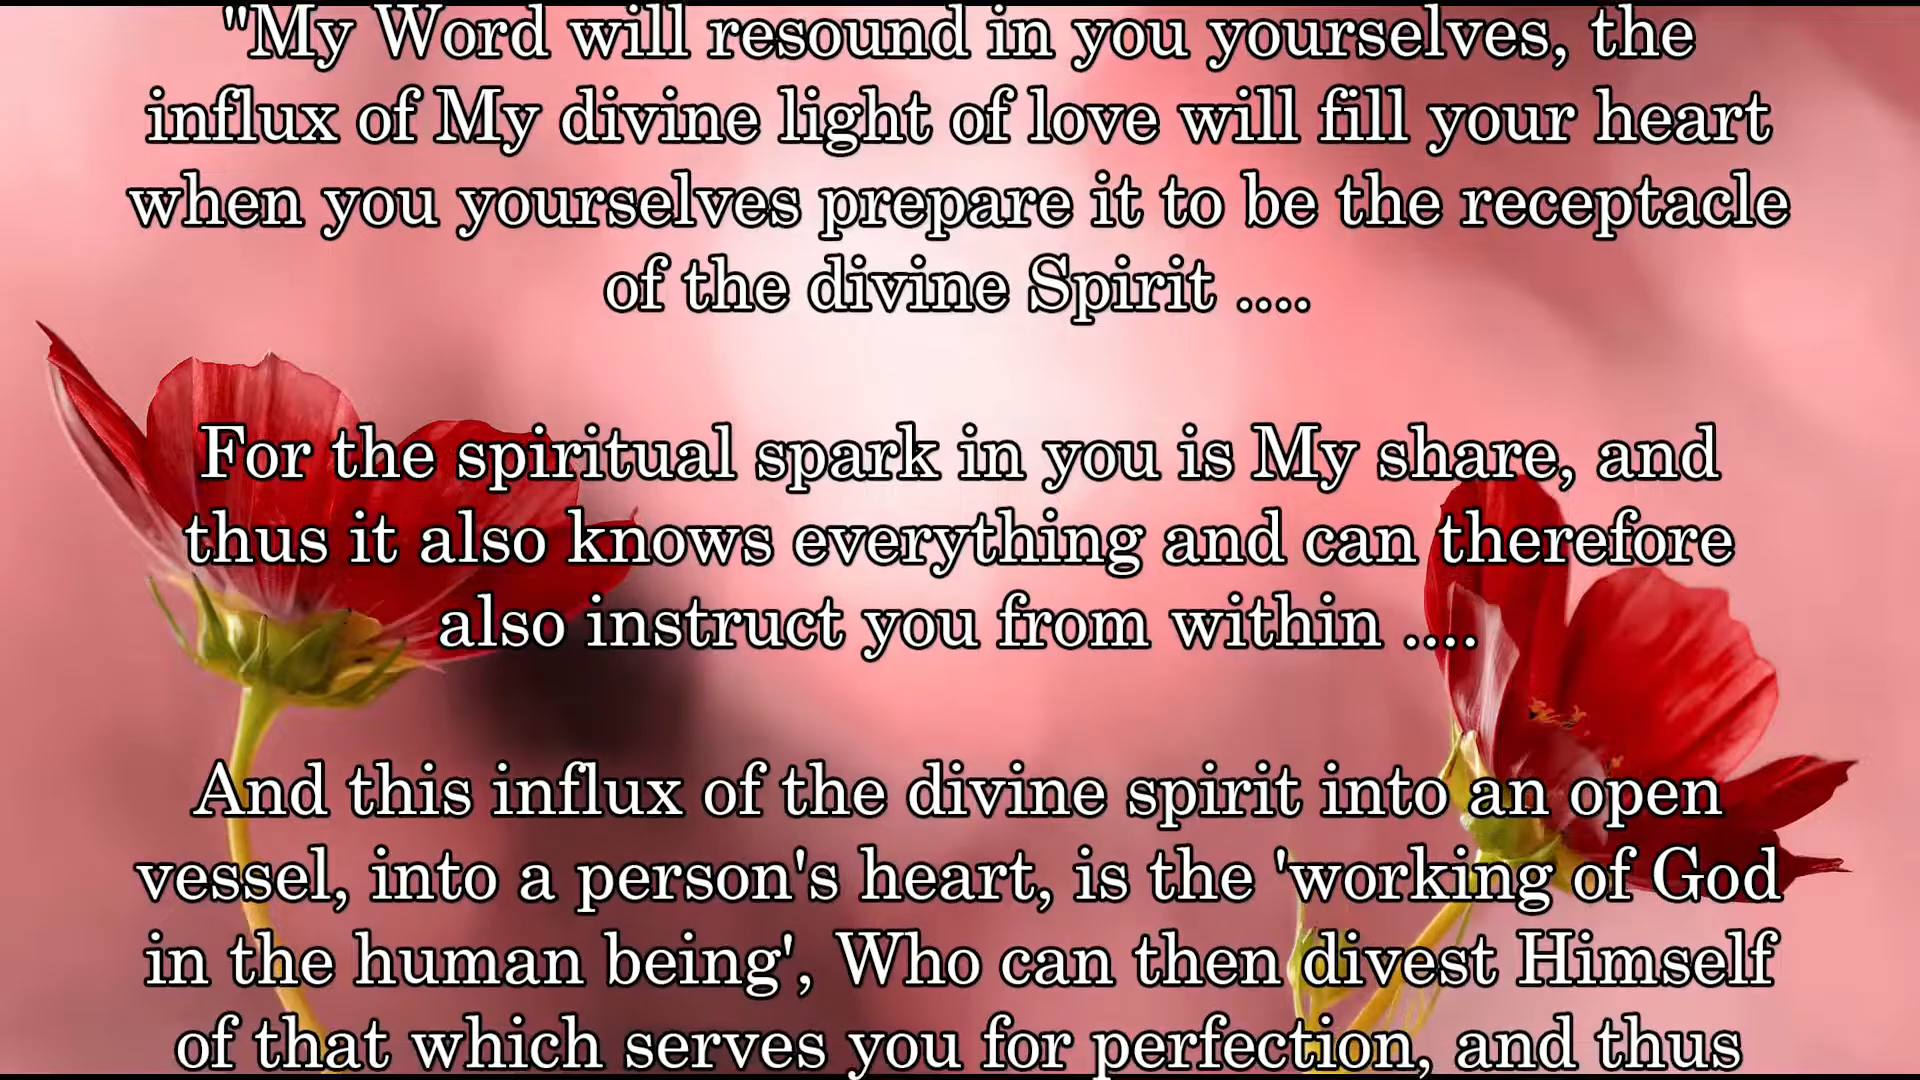 "My Word will resound in you yourselves, the
influx of My divine light of love will fill your heart
when you yourselves prepare it to be the receptacle
of the divine Spirit ....
For the spiritual spark in you is My share, and
thus it also knows everything and can therefore
also instruct you from within ....
And this influx of the divine spirit into an open
vessel, into a person's heart, is the 'working of God
in the human being', Who can then divest Himself
of that which serves you for perfection, and thus